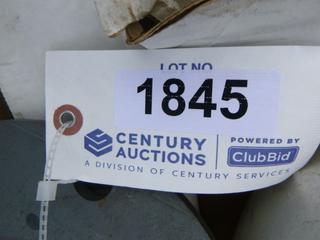 LOT NO.
1845
CENTURY
AUCTIONS
A DIVISION OF CENTURY SERVICES
POWERED BY
ClubBid